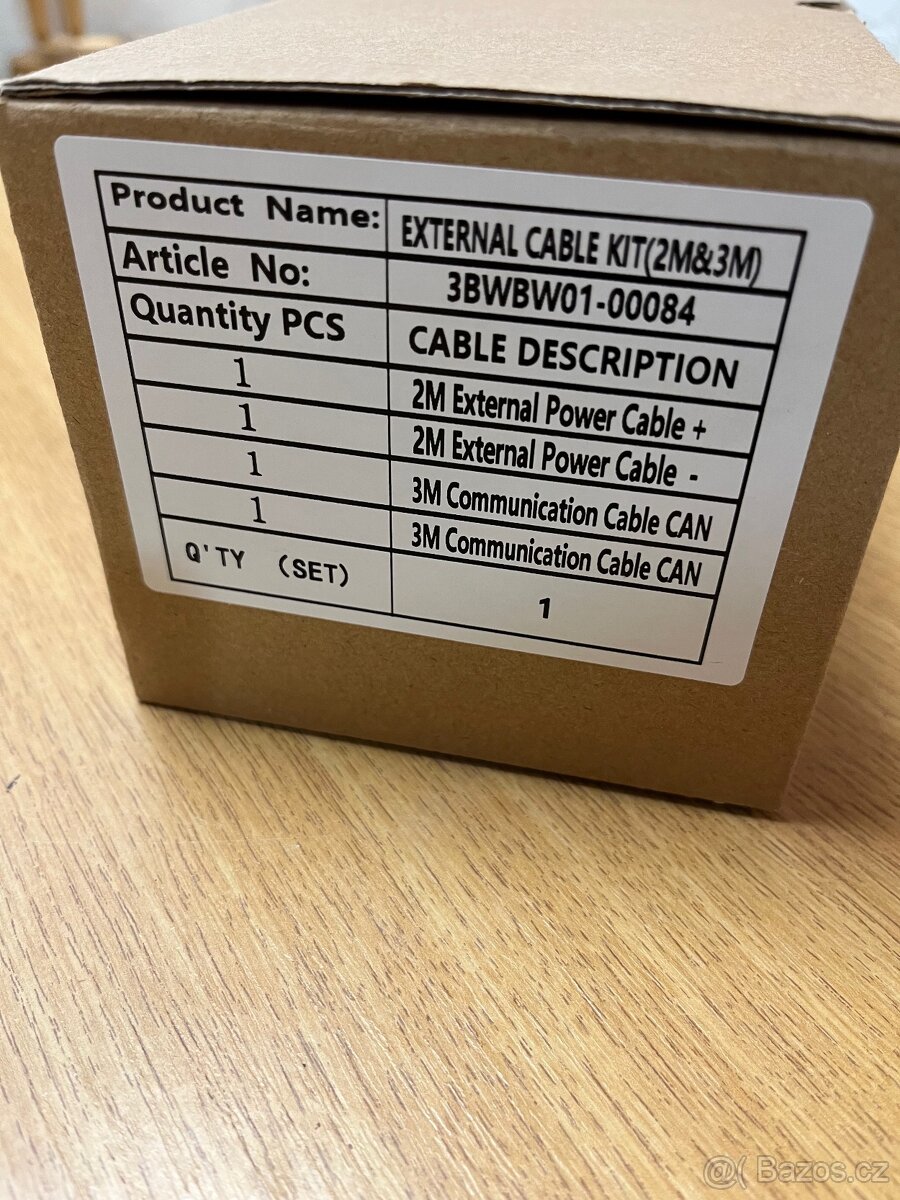 Product Name: EXTERNAL CABLE KIT(2M&3M)
Article No: 3BWBW01-00084
Quantity PCS CABLE DESCRIPTION
1 2M External Power Cable +
1 2M External Power Cable -
1 3M Communication Cable CAN
1 3M Communication Cable CAN
Q'TY (SET) 1
@( Bazos.cz